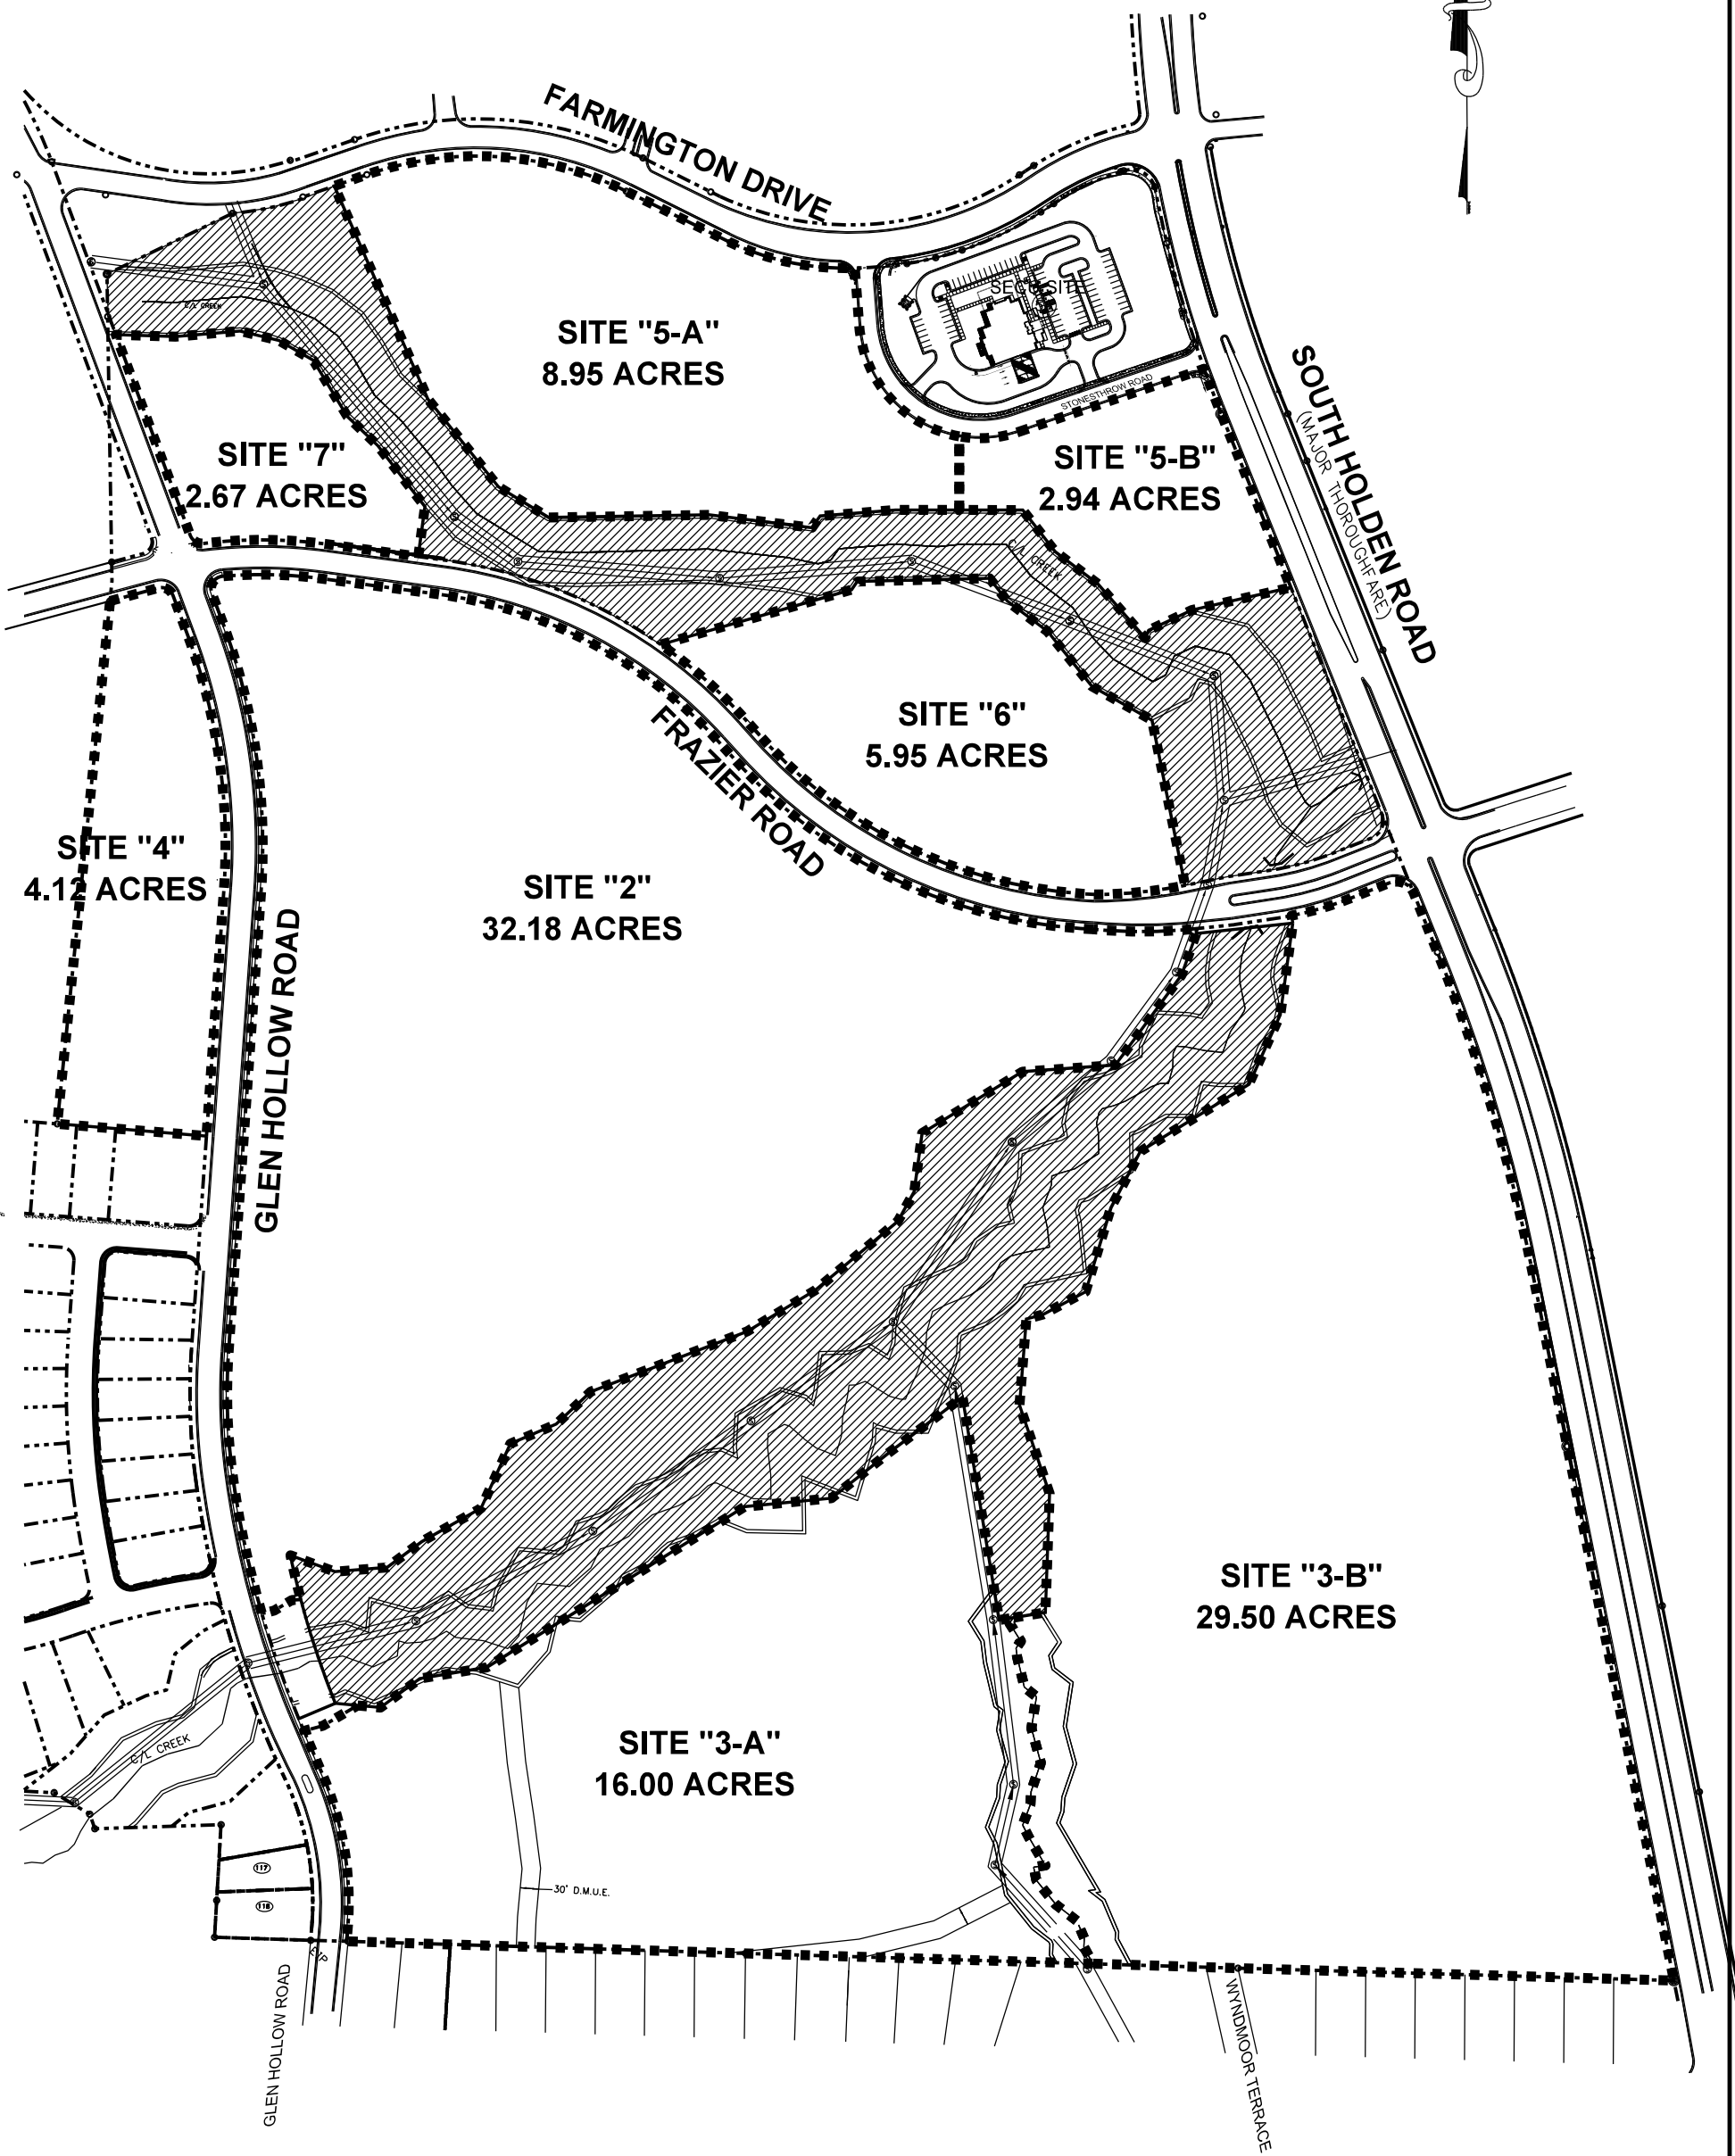 FARMINGTON DRIVE
C/L CREEK
SITE "5-A"
8.95 ACRES
STONESTHROW ROAD
SOUTH HOLDEN ROAD
(MAJOR THOROUGHFARE)
SITE "7"
2.67 ACRES
SITE "5-B"
2.94 ACRES
C/L CREEK
SITE "6"
5.95 ACRES
FRAZIER ROAD
SITE "4"
4.12 ACRES
SITE "2"
32.18 ACRES
GLEN HOLLOW ROAD
SITE "3-B"
29.50 ACRES
SITE "3-A"
16.00 ACRES
C/L CREEK
117
118
30' D.M.U.E.
GLEN HOLLOW ROAD
WYNDMOOR TERRACE